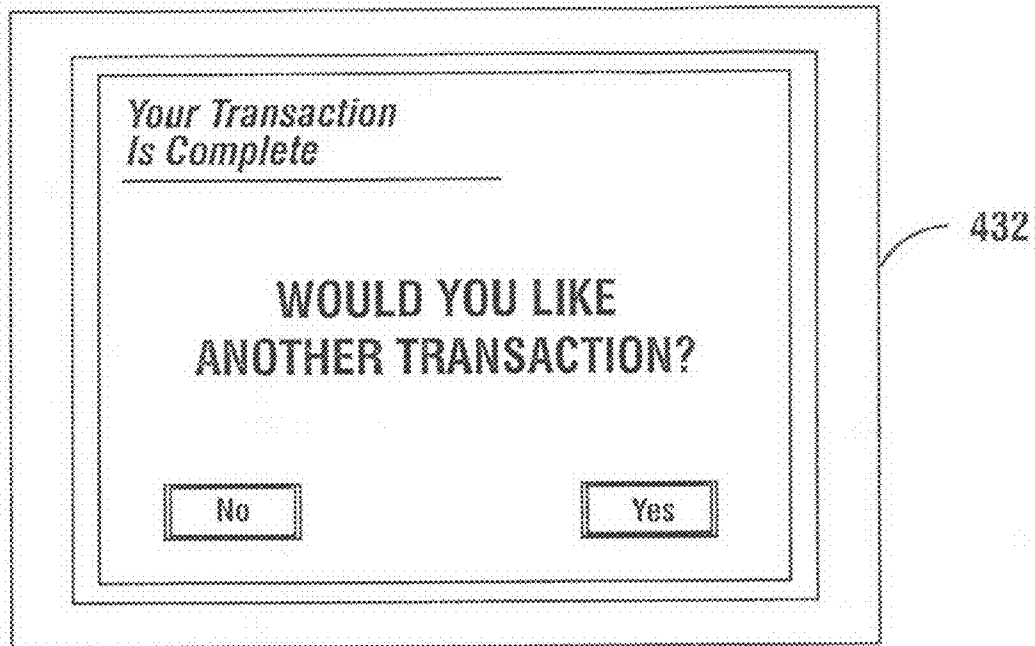 Your Transaction
Is Complete
432
WOULD YOU LIKE
ANOTHER TRANSACTION?
No Yes